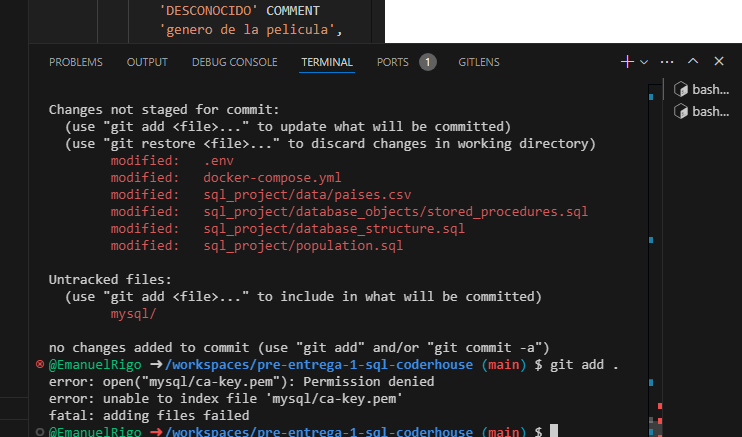 'DESCONOCIDO' COMMENT
'genero de la pelicula',
PROBLEMS OUTPUT DEBUG CONSOLE TERMINAL PORTS 1 GITLENS
bash...
bash...
Changes not staged for commit:
(use "git add <file>..." to update what will be committed)
(use "git restore <file>..." to discard changes in working directory)
modified: .env
modified: docker-compose.yml
modified: sql_project/data/paises.csv
modified: sql_project/database_objects/stored_procedures.sql
modified: sql_project/database_structure.sql
modified: sql_project/population.sql
Untracked files:
(use "git add <file>..." to include in what will be committed)
mysql/
no changes added to commit (use "git add" and/or "git commit -a")
@EmanuelRigo ➜/workspaces/pre-entrega-1-sql-coderhouse (main) $ git add .
error: open("mysql/ca-key.pem"): Permission denied
error: unable to index file 'mysql/ca-key.pem'
fatal: adding files failed
@EmanuelRigo ➜/workspaces/pre-entrega-1-sql-coderhouse (main) $